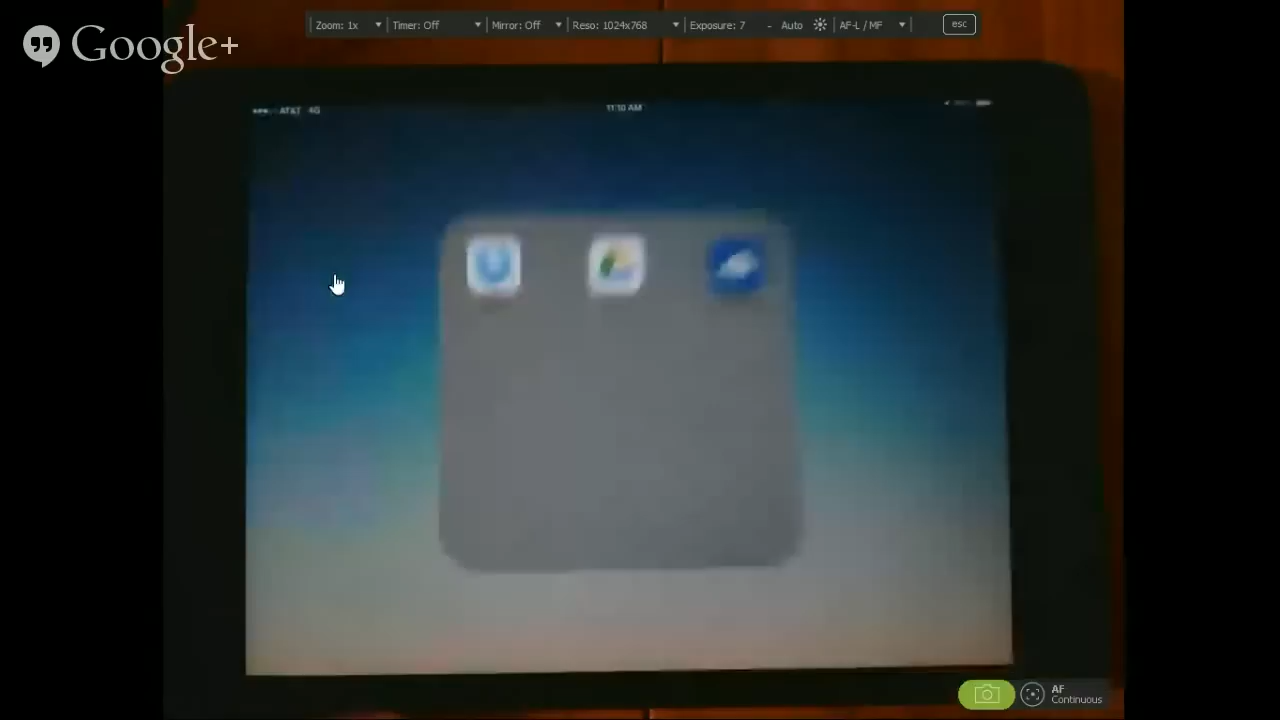 Google+
Zoom: 1x
Timer: Off
Mirror: Off
Reso: 1024x768
Exposure: 7
- Auto
AF-L / MF
esc
AT&T 4G
11:10 AM
AF
Continuous